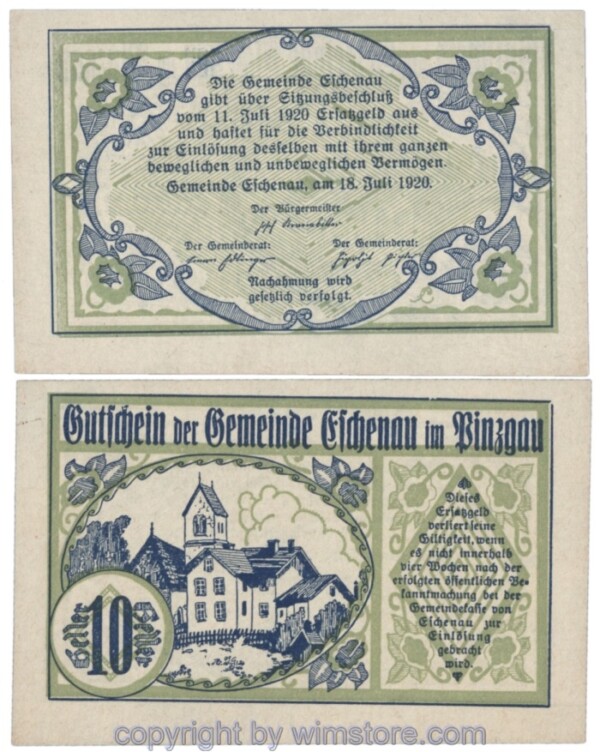 Die Gemeinde Eschenau
gibt über Sitzungsbeschluß
vom 11. Juli 1920 Ersatzgeld aus
und haftet für die Verbindlichkeit
zur Einlösung desselben mit ihrem ganzen
beweglichen und unbeweglichen Vermögen.
Gemeinde Eschenau, am 18. Juli 1920.
Der Bürgermeister
Der Gemeinderat: Der Gemeinderat:
Nachahmung wird
gesetzlich verfolgt.
Gutschein der Gemeinde Eschenau im Pinzgau
Heller 10 Heller
Dieses
Ersatzgeld
verliert seine
Giltigkeit, wenn
es nicht innerhalb
vier Wochen nach der
erfolgten öffentlichen Be-
kanntmachung bei der
Gemeindekasse von
Eschenau zur
Einlösung
gebracht
wird.
copyright by wimstore.com